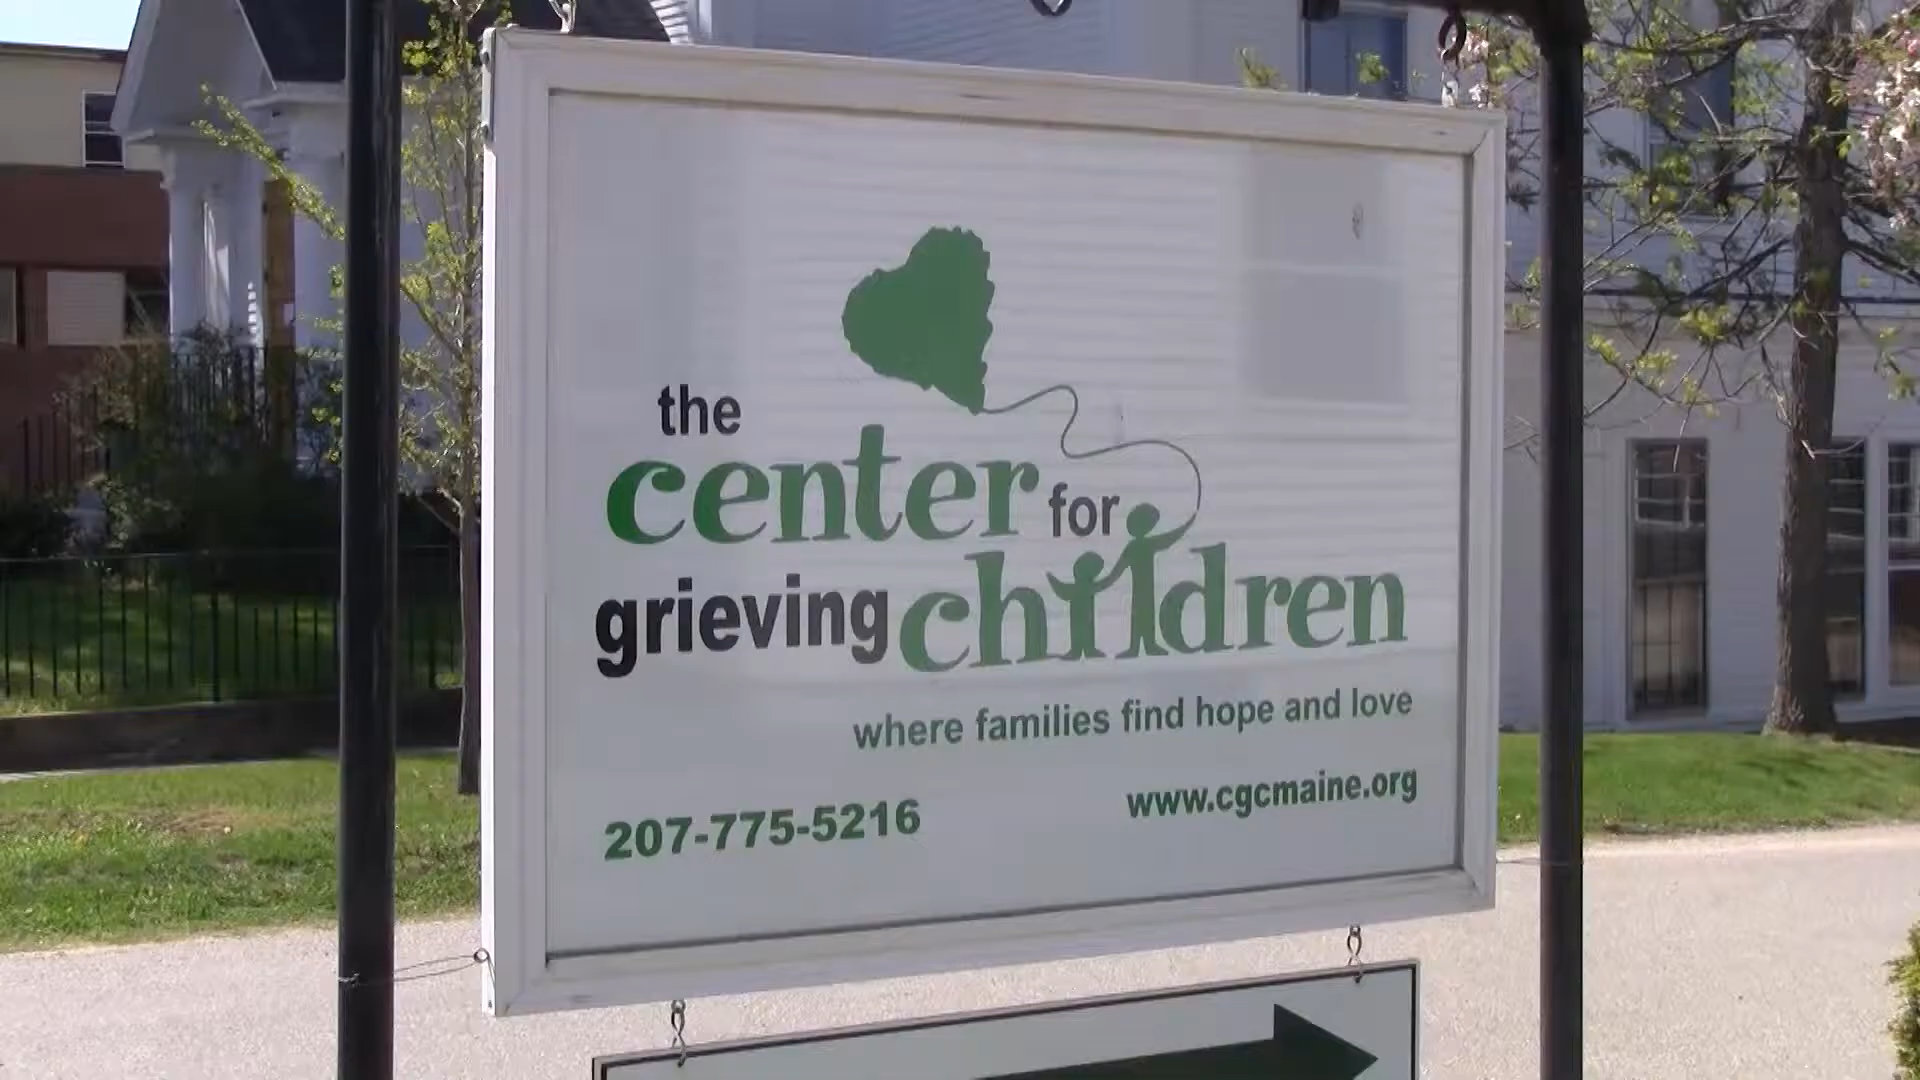 the
center for
grieving children
where families find hope and love
207-775-5216
www.cgcmaine.org